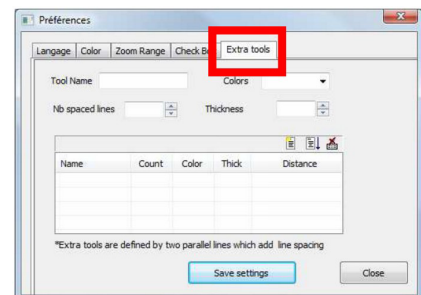 Préférences
Langage Color Zoom Range Check B Extra tools
Tool Name Colors
Nb spaced lines Thickness
Name Count Color Thick Distance
*Extra tools are defined by two parallel lines which add line spacing
Save settings Close